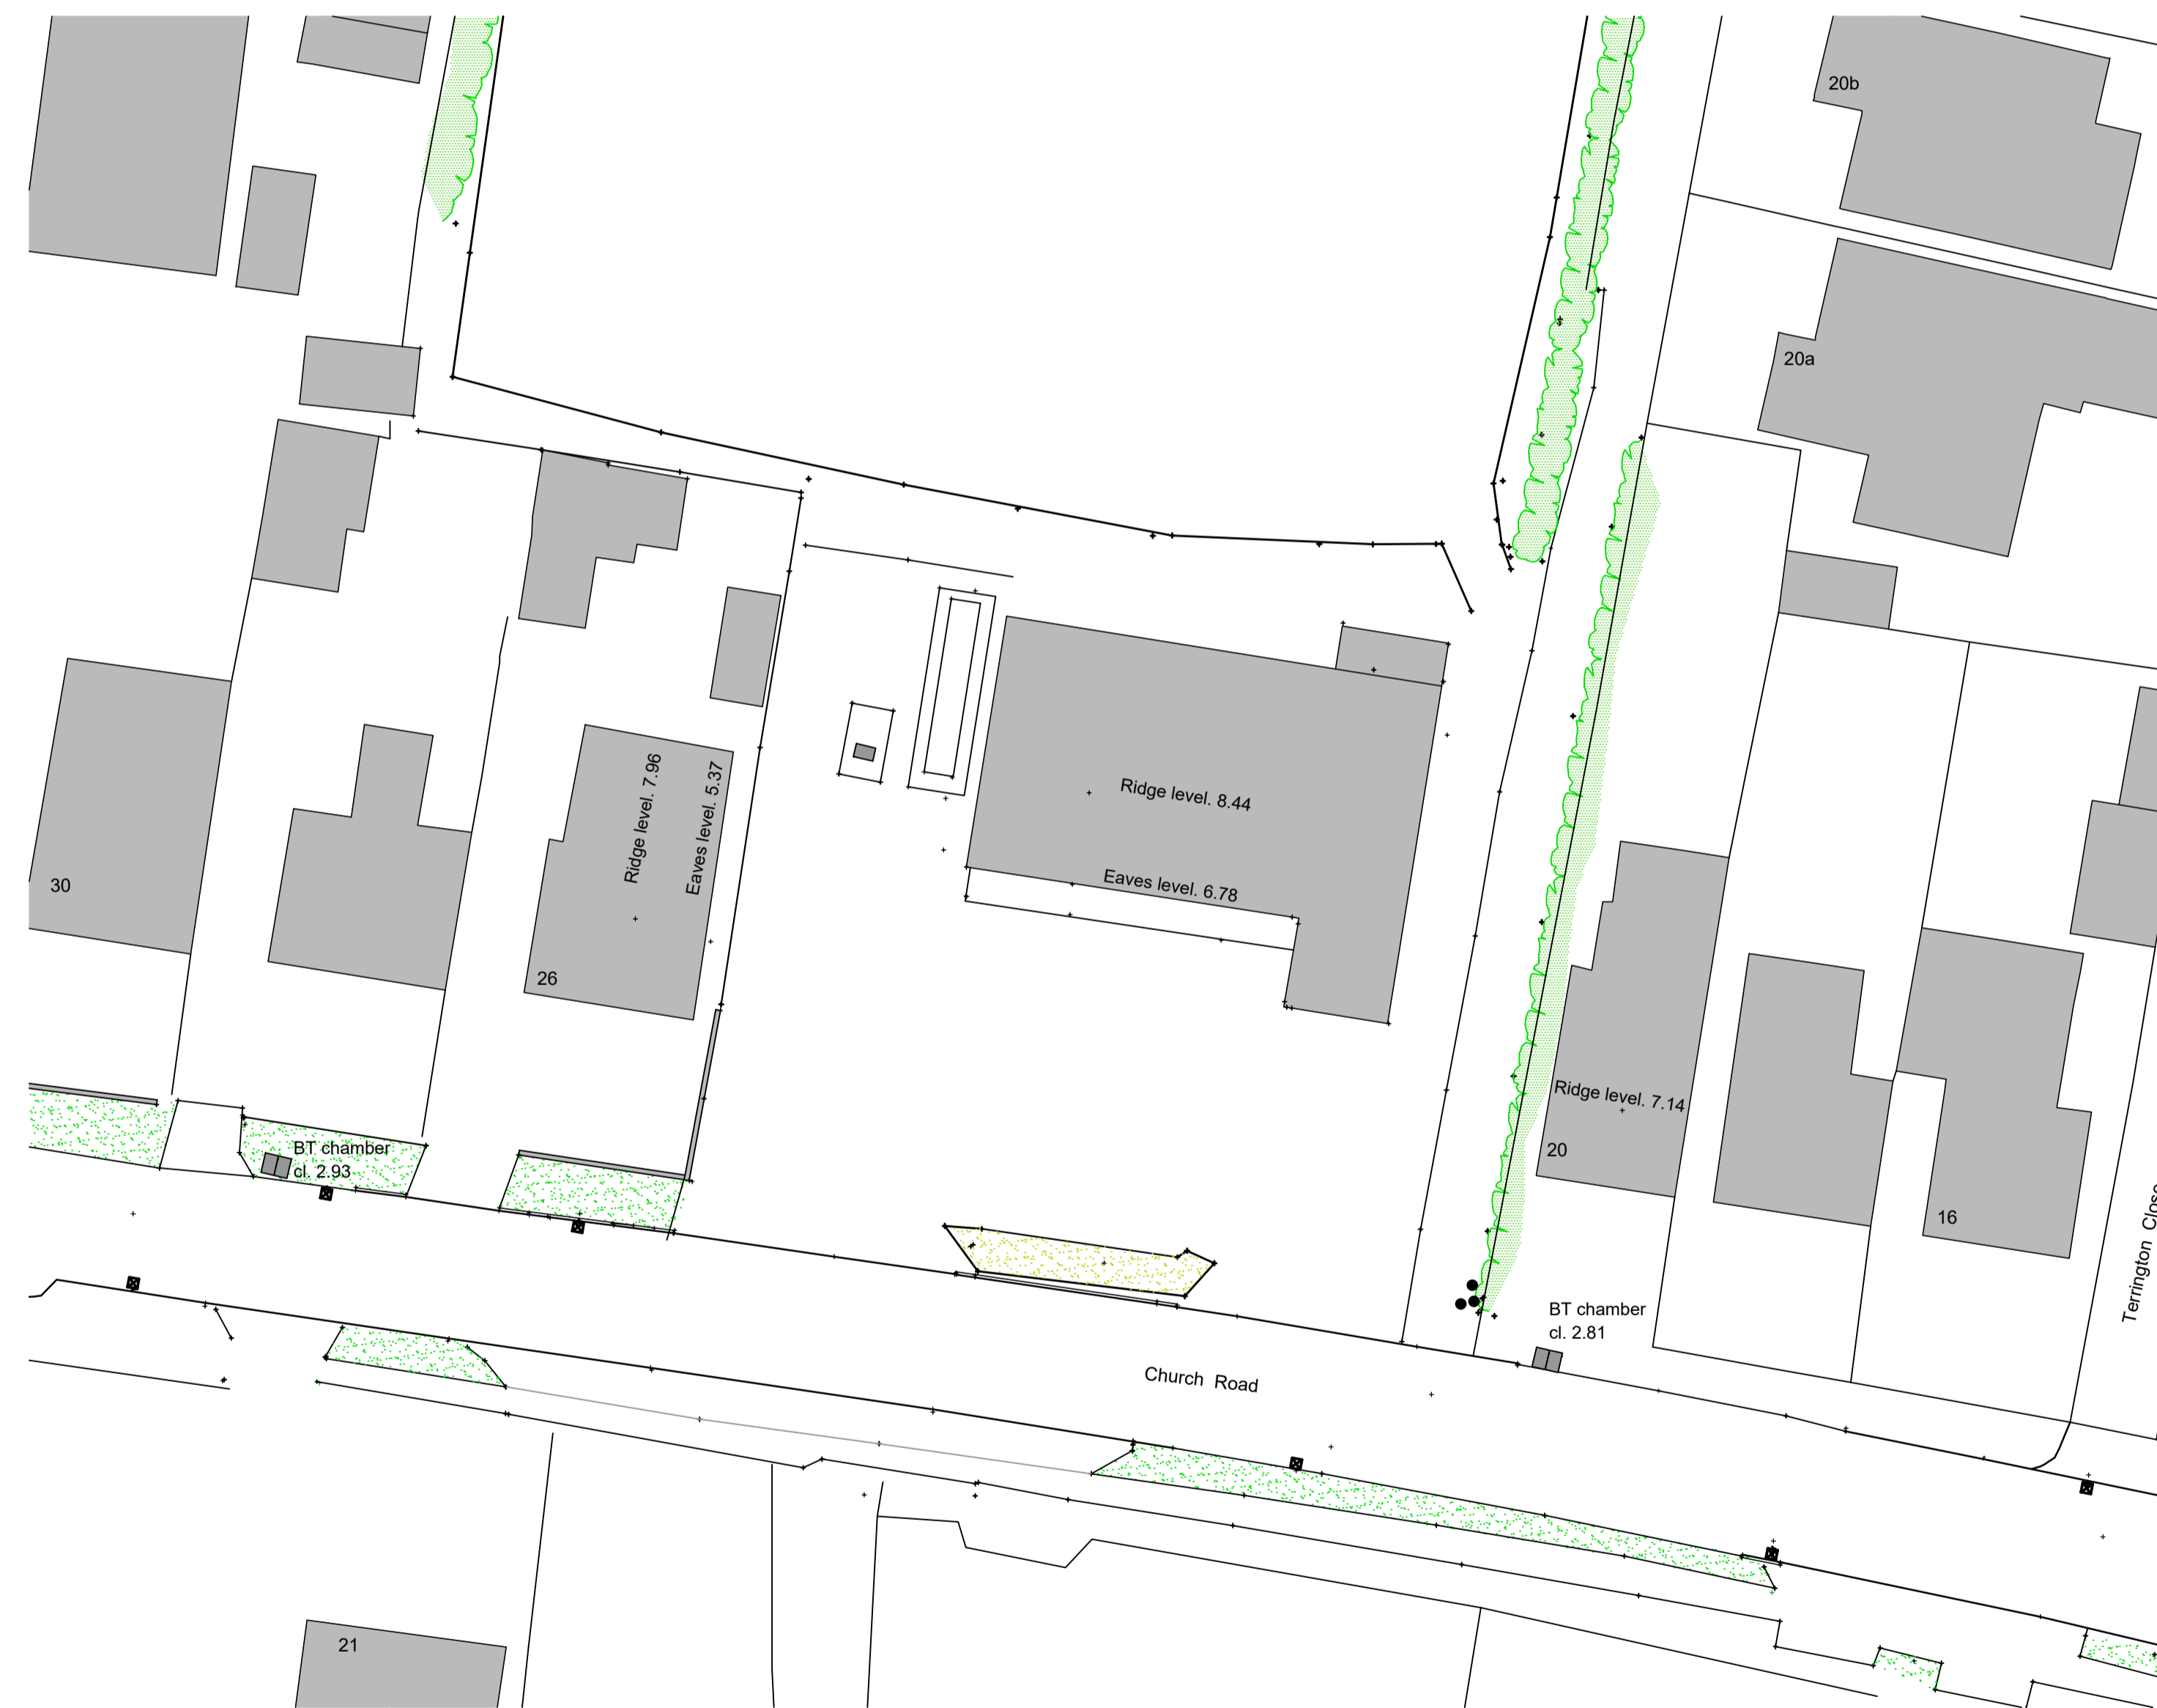 20b
20a
Ridge level. 7.96
Eaves level. 5.37
Ridge level. 8.44
Eaves level. 6.78
30
26
Ridge level. 7.14
20
BT chamber
cl. 2.93
16
Terrington Close
BT chamber
cl. 2.81
Church Road
21